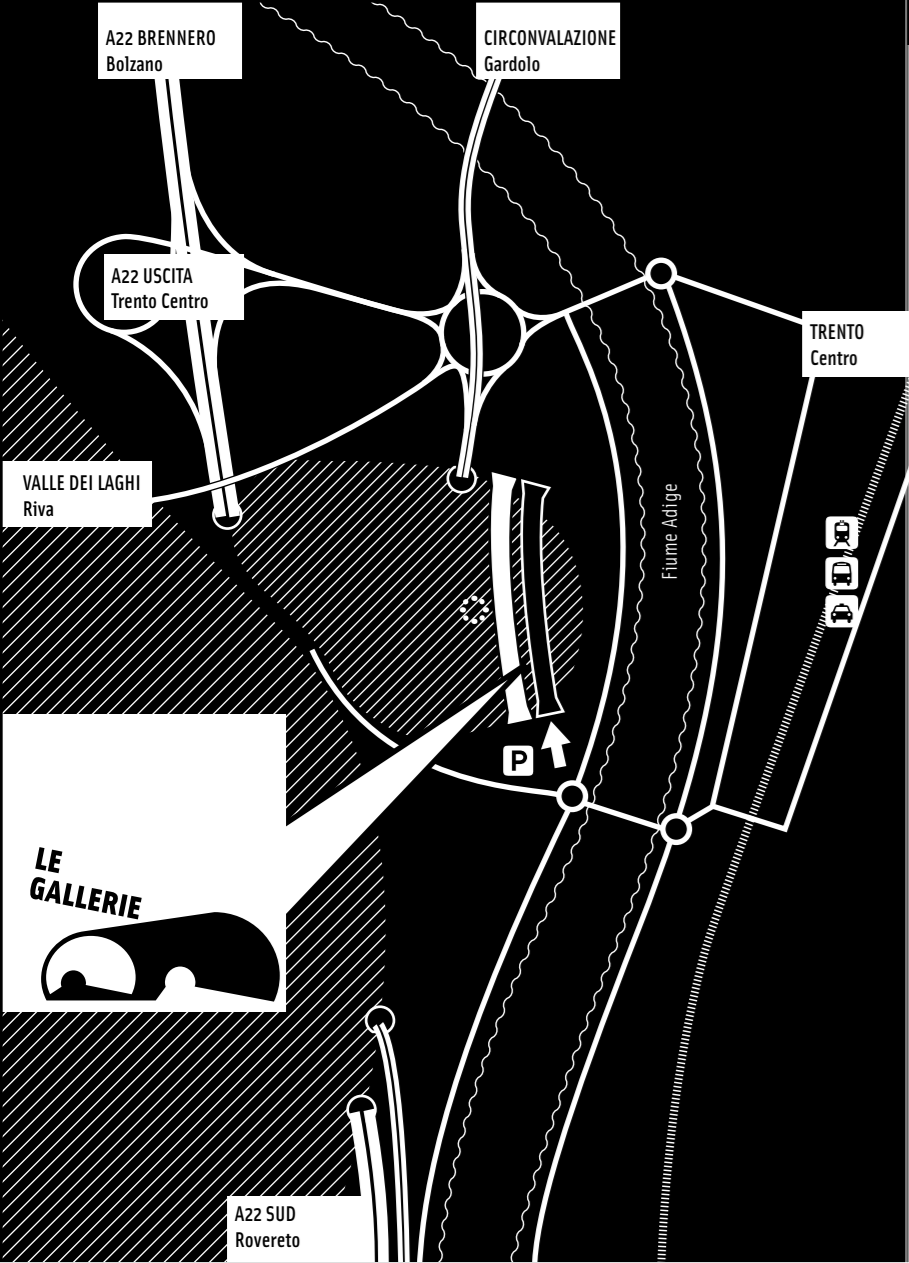 A22 BRENNERO
Bolzano
CIRCONVALAZIONE
Gardolo
A22 USCITA
Trento Centro
TRENTO
Centro
VALLE DEI LAGHI
Riva
Fiume Adige
P
LE
GALLERIE
A22 SUD
Rovereto